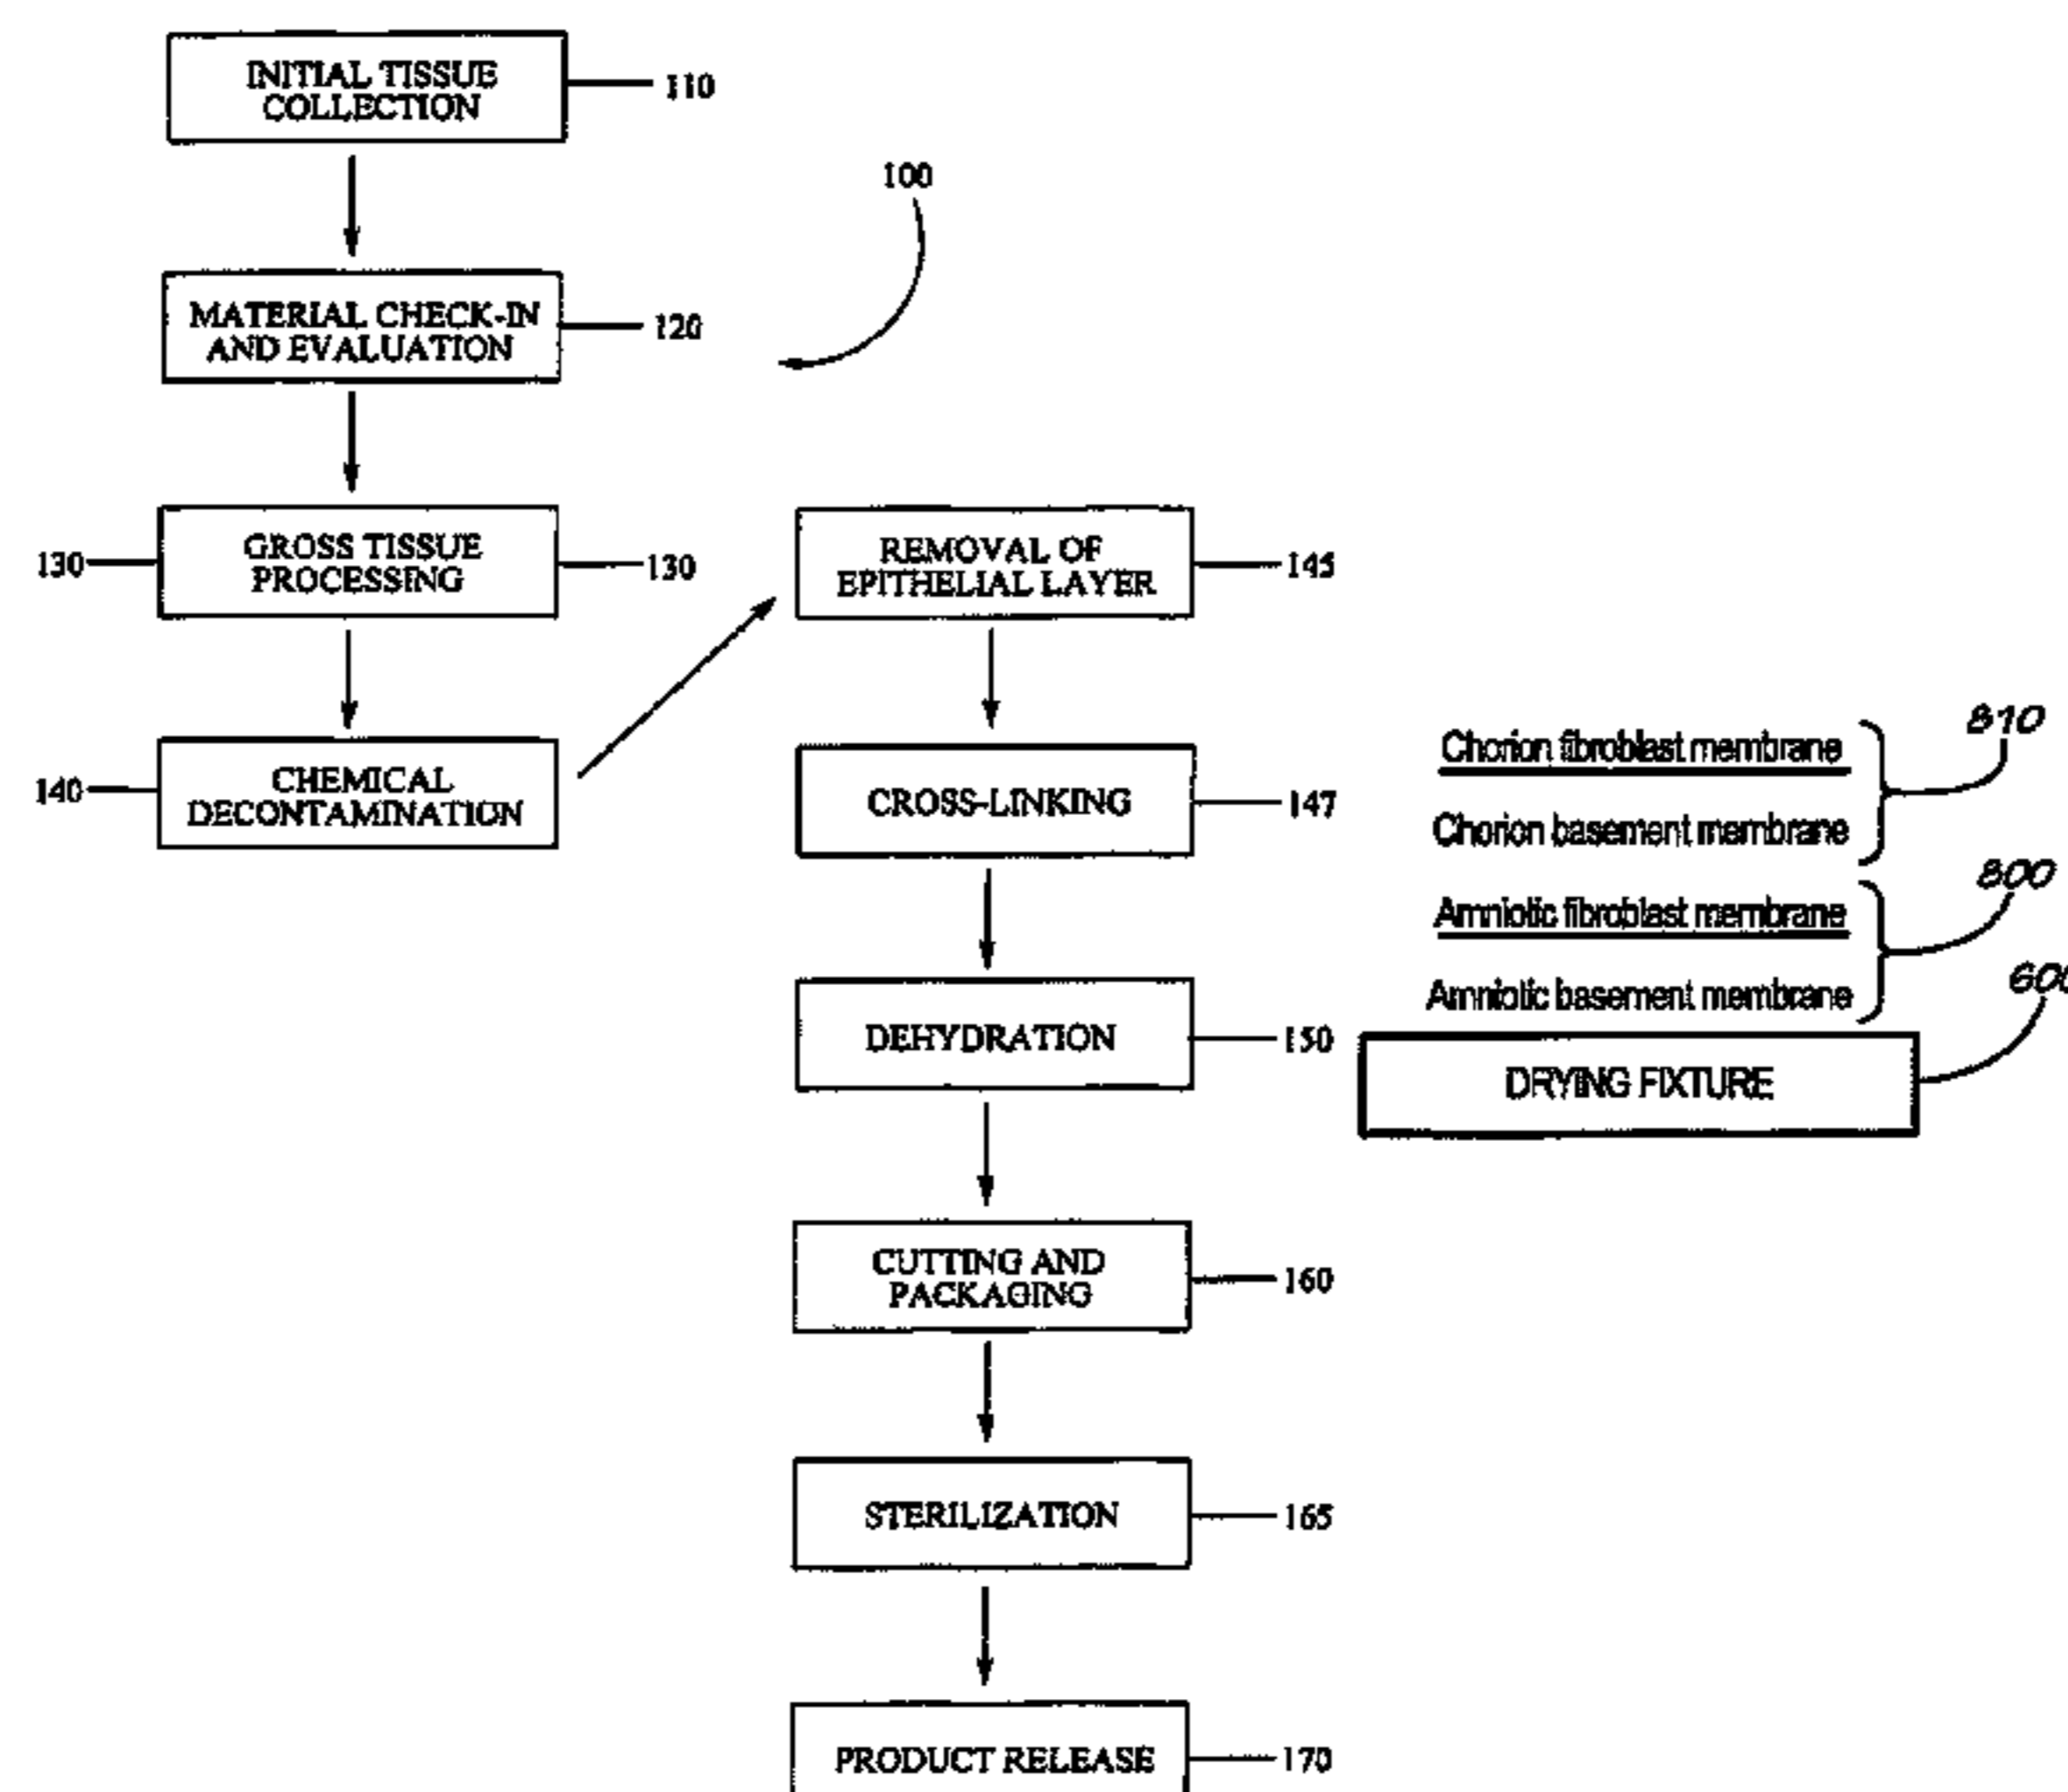 INITIAL TISSUE
COLLECTION
110
100
MATERIAL CHECK-IN
AND EVALUATION
120
130
GROSS TISSUE
PROCESSING
130
140
CHEMICAL
DECONTAMINATION
REMOVAL OF
EPITHELIAL LAYER
145
CROSS-LINKING
147
DEHYDRATION
150
CUTTING AND
PACKAGING
160
STERILIZATION
165
PRODUCT RELEASE
170
Chorion fibroblast membrane
810
Chorion basement membrane
Amniotic fibroblast membrane
800
Amniotic basement membrane
600
DRYING FIXTURE